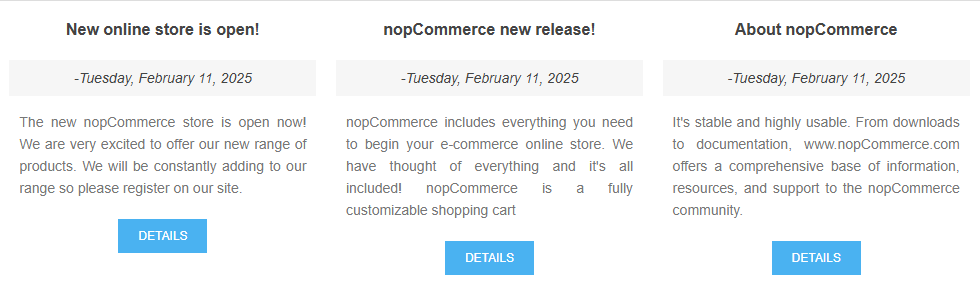 New online store is open!
-Tuesday, February 11, 2025
The new nopCommerce store is open now!
We are very excited to offer our new range of
products. We will be constantly adding to our
range so please register on our site.
DETAILS
nopCommerce new release!
-Tuesday, February 11, 2025
nopCommerce includes everything you need
to begin your e-commerce online store. We
have thought of everything and it's all
included! nopCommerce is a fully
customizable shopping cart
DETAILS
About nopCommerce
-Tuesday, February 11, 2025
It's stable and highly usable. From downloads
to documentation, www.nopCommerce.com
offers a comprehensive base of information,
resources, and support to the nopCommerce
community.
DETAILS